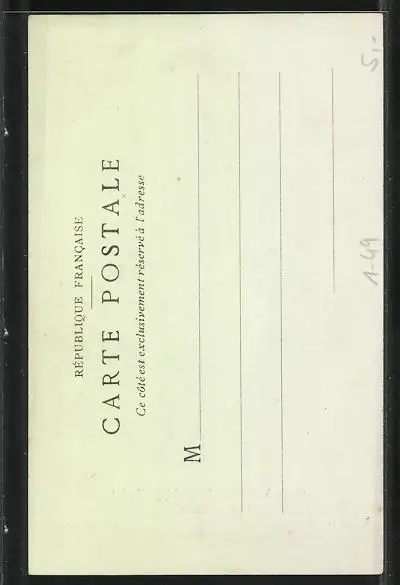 RÉPUBLIQUE FRANÇAISE
CARTE POSTALE
Ce côté est exclusivement réservé à l'adresse
M
5,-
1-49